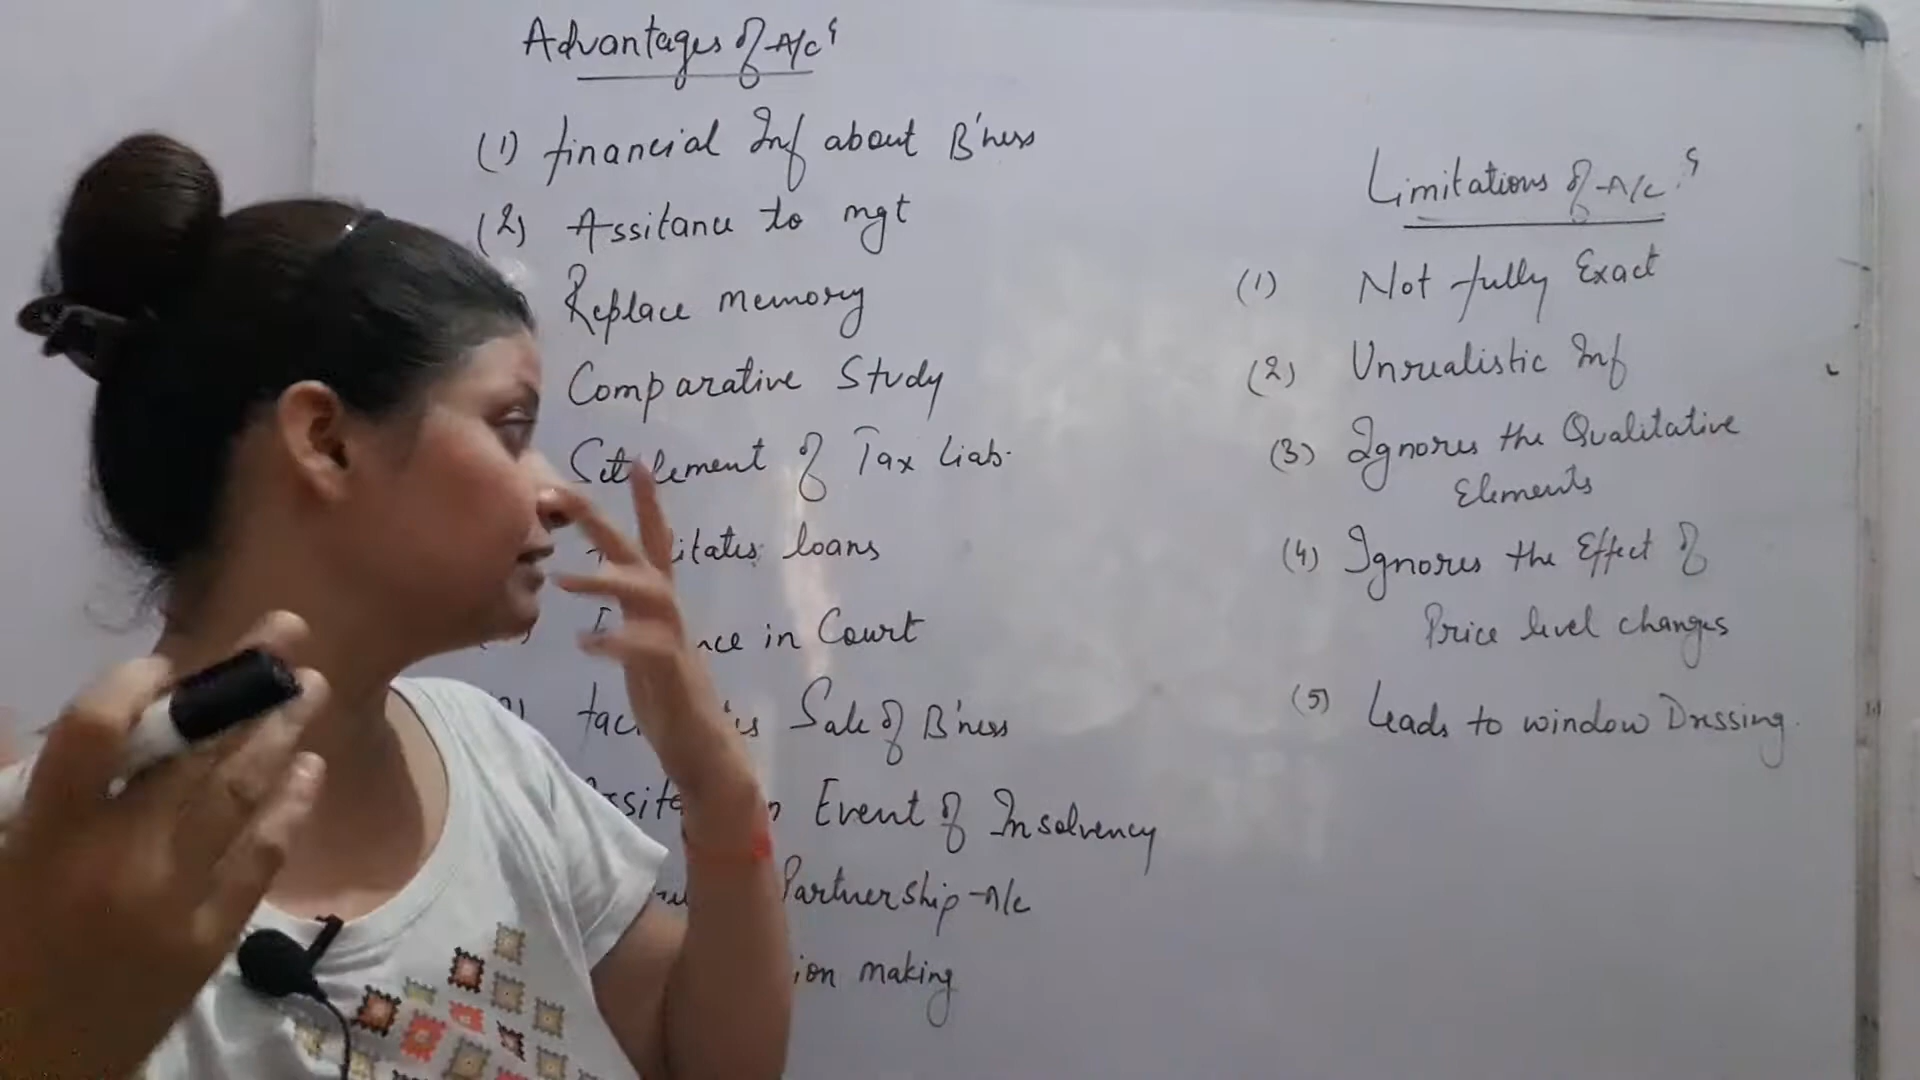 Advantages of A/cs
(1) financial Inf about B'ness
(2) Assitance to mgt
Replace memory
Comparative Study
Settlement of Tax Liab.
loans
in Court
Sale of B'ness
Event of Insolvency
Partnership A/c
making
Limitations of A/cs
(1) Not fully Exact
(2) Unrealistic Inf
(3) Ignores the Qualitative
Elements
(4) Ignores the Effect of
Price level changes
(5) Leads to window Dressing.